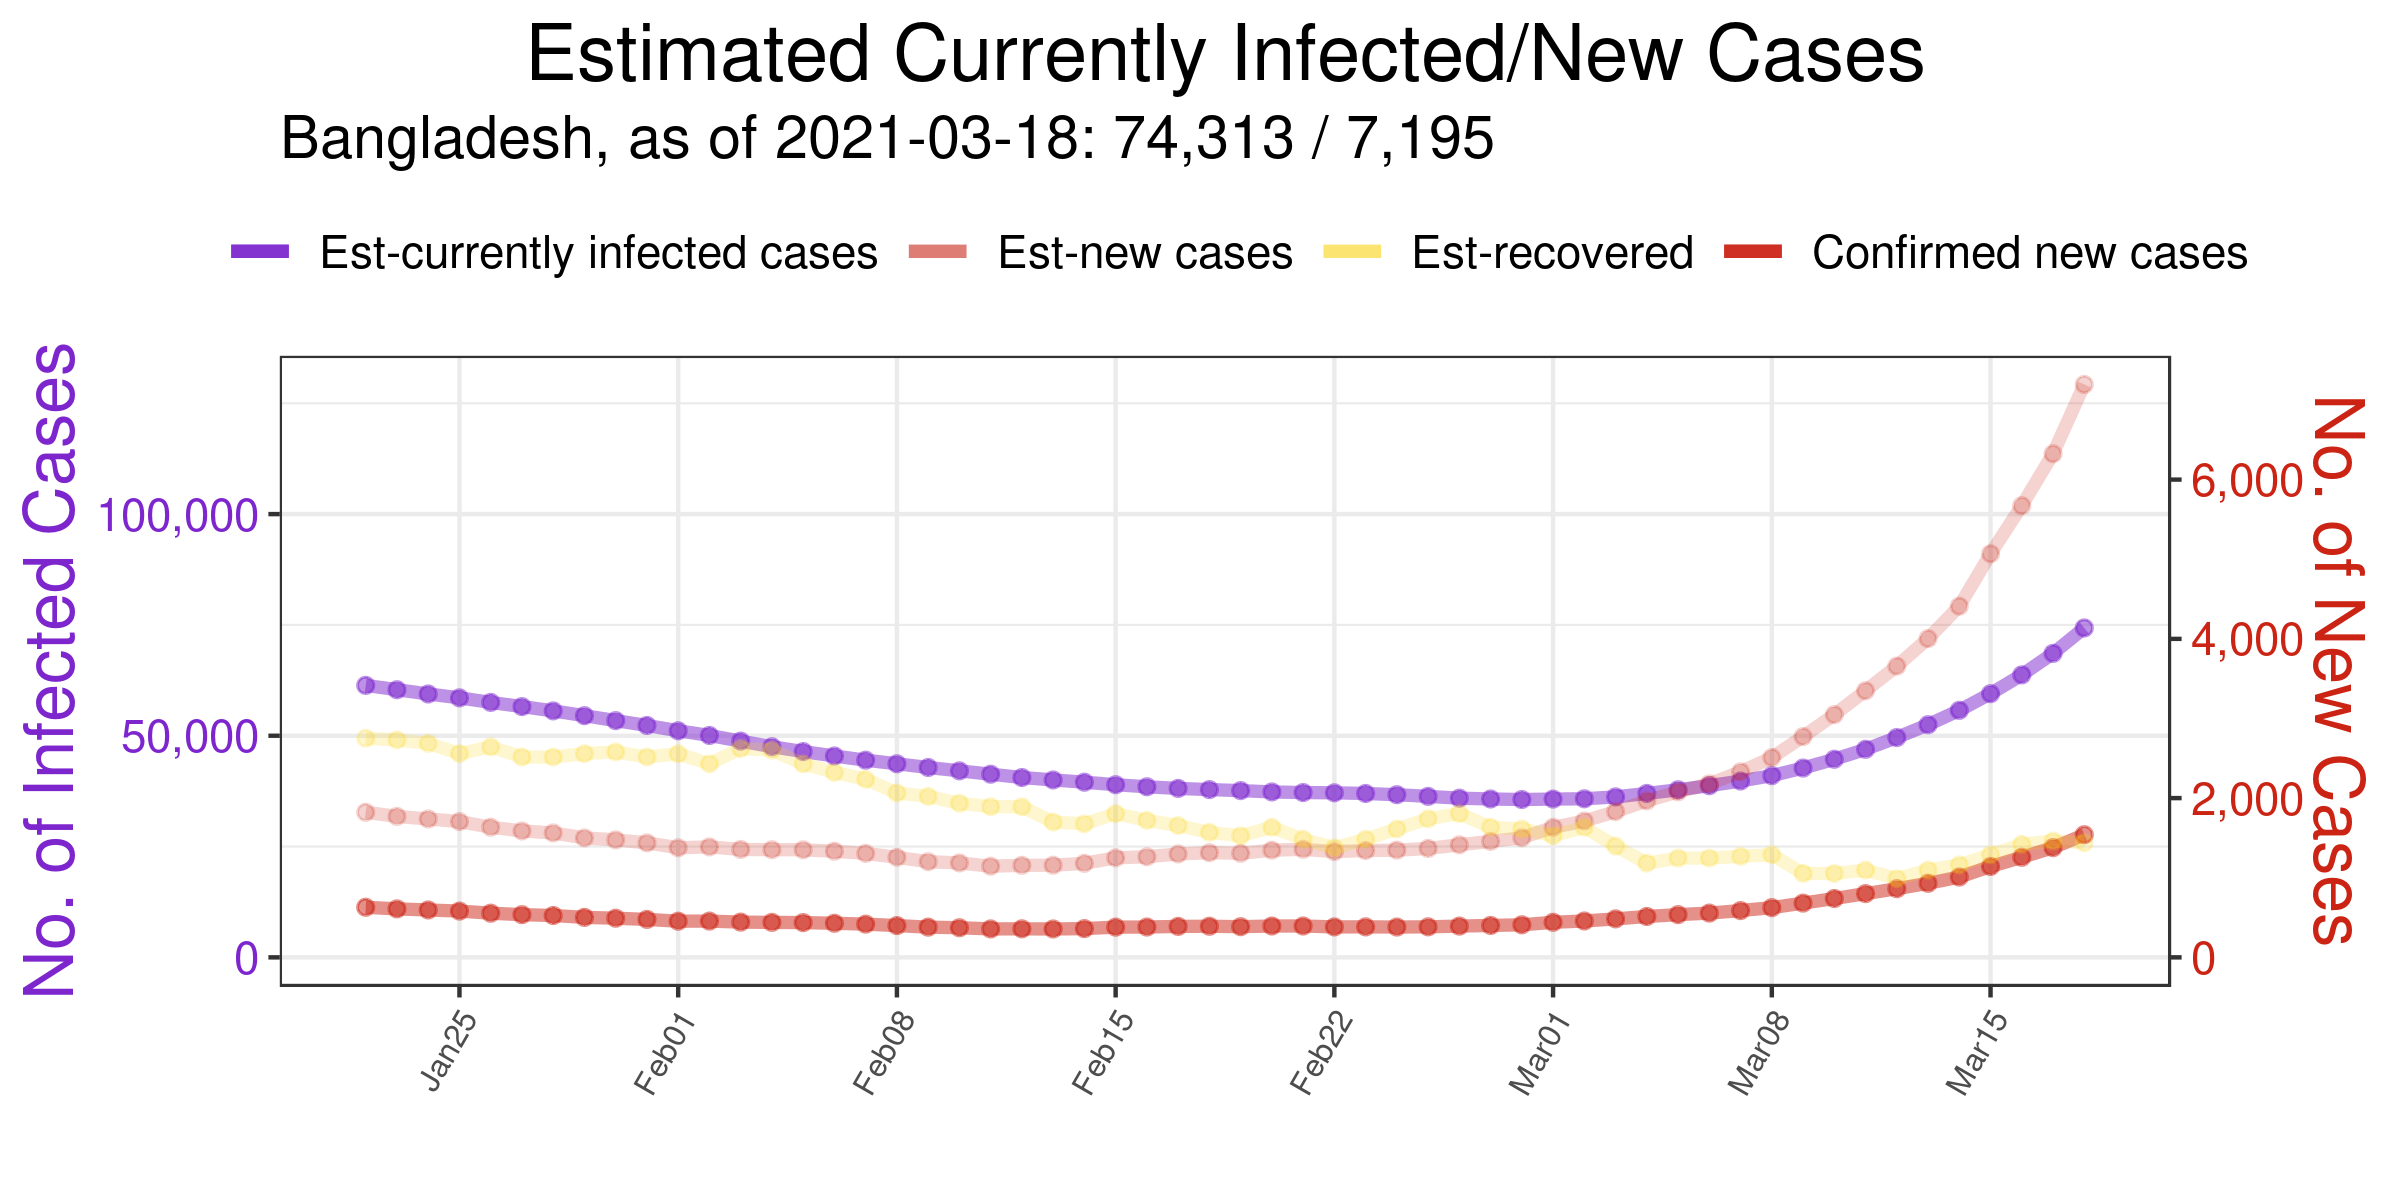 Estimated Currently Infected/New Cases
Bangladesh, as of 2021-03-18: 74,313 / 7,195
Est-currently infected cases Est-new cases Est-recovered Confirmed new cases
No. of Infected Cases
100,000
50,000
0
6,000
4,000
2,000
0
No. of New Cases
Jan25 Feb01 Feb08 Feb15 Feb22 Mar01 Mar08 Mar15